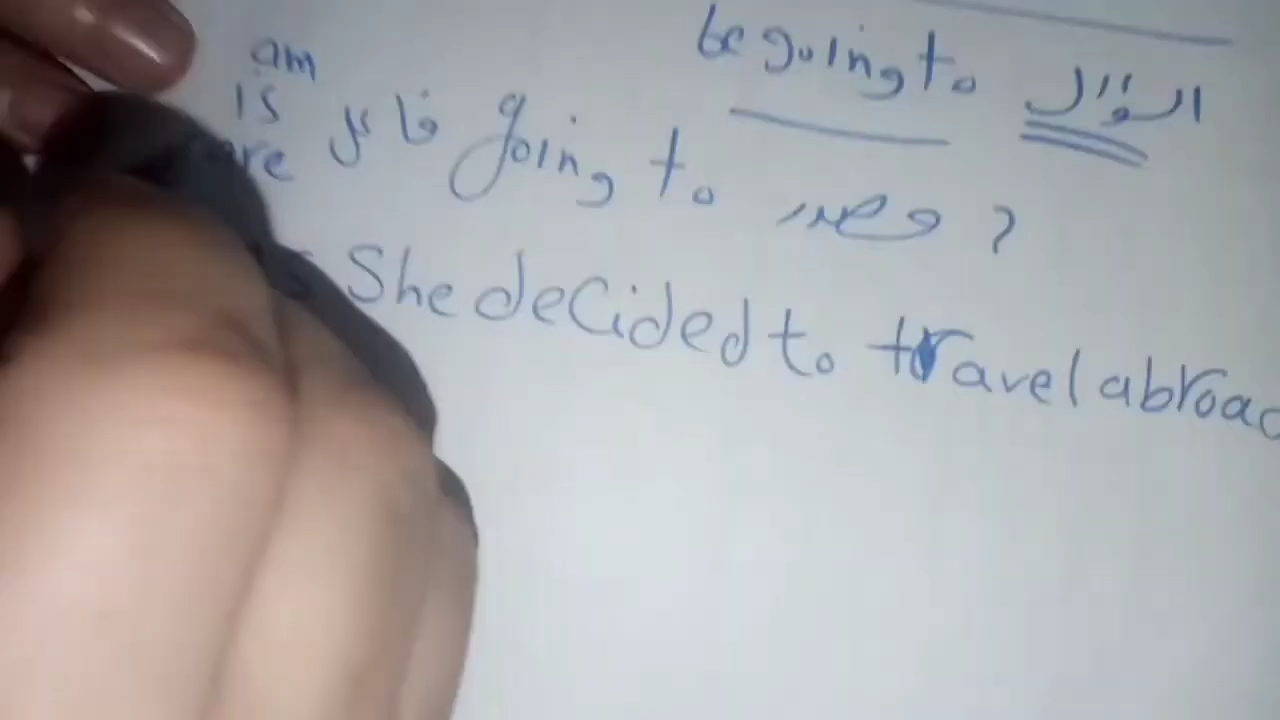 السؤال be going to
am
is
are فاعل going to مصدر ?
She decided to travel abroad